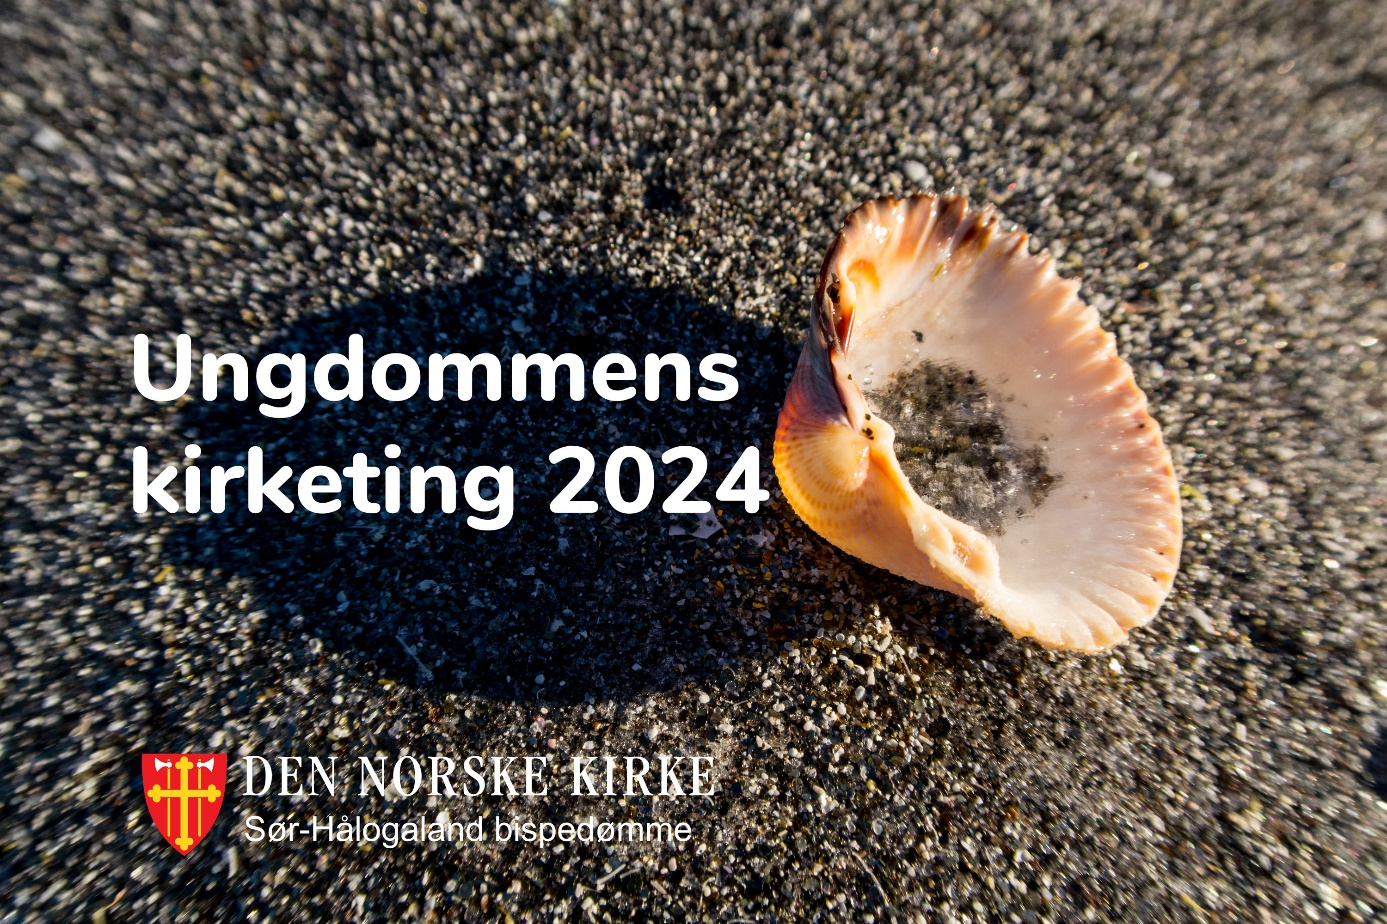 Ungdommens
kirketing 2024
DEN NORSKE KIRKE
Sør-Hålogaland bispedømme